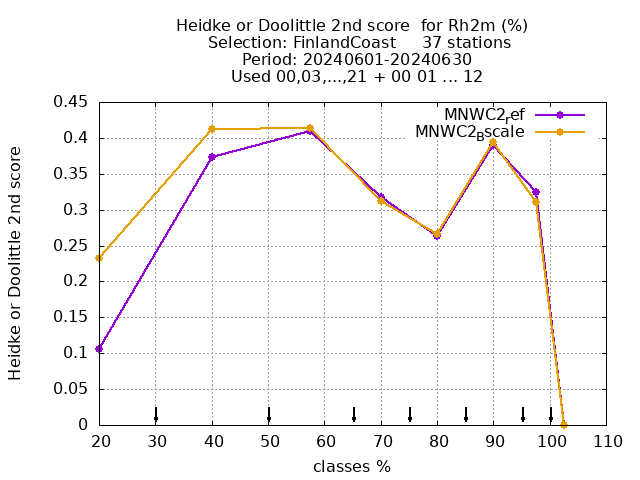 Heidke or Doolittle 2nd score  for Rh2m (%)
Selection: FinlandCoast     37 stations
Period: 20240601-20240630
Used 00,03,...,21 + 00 01 ... 12
MNWC2_ref
MNWC2_Bscale
0.45
0.4
0.35
0.3
0.25
0.2
0.15
0.1
0.05
0
Heidke or Doolittle 2nd score
20 30 40 50 60 70 80 90 100 110
classes %